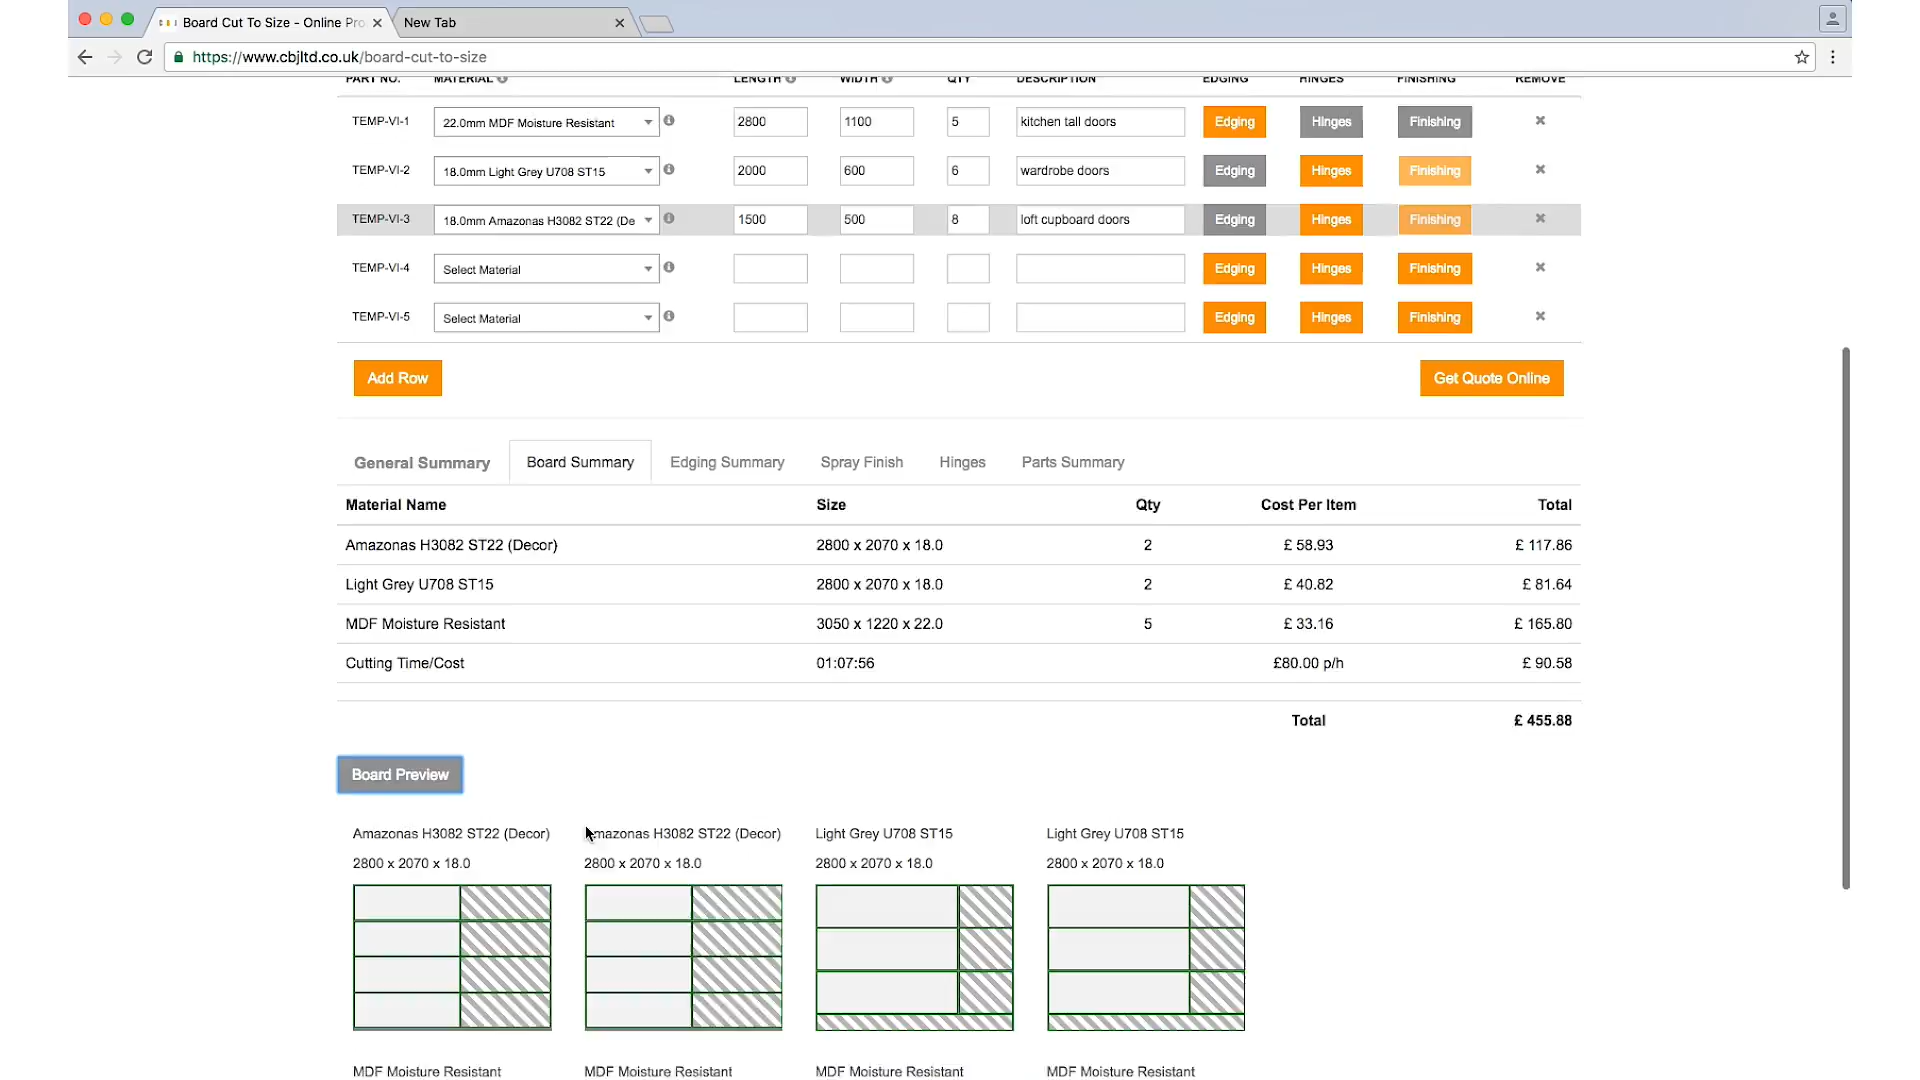 Board Cut To Size - Online Pro
New Tab
https://www.cbjltd.co.uk/board-cut-to-size
PART NO. MATERIAL LENGTH WIDTH QTY DESCRIPTION EDGING HINGES FINISHING REMOVE
TEMP-VI-1 22.0mm MDF Moisture Resistant 2800 1100 5 kitchen tall doors Edging Hinges Finishing
TEMP-VI-2 18.0mm Light Grey U708 ST15 2000 600 6 wardrobe doors Edging Hinges Finishing
TEMP-VI-3 18.0mm Amazonas H3082 ST22 (De 1500 500 8 loft cupboard doors Edging Hinges Finishing
TEMP-VI-4 Select Material Edging Hinges Finishing
TEMP-VI-5 Select Material Edging Hinges Finishing
Add Row Get Quote Online
General Summary Board Summary Edging Summary Spray Finish Hinges Parts Summary
Material Name Size Qty Cost Per Item Total
Amazonas H3082 ST22 (Decor) 2800 x 2070 x 18.0 2 £ 58.93 £ 117.86
Light Grey U708 ST15 2800 x 2070 x 18.0 2 £ 40.82 £ 81.64
MDF Moisture Resistant 3050 x 1220 x 22.0 5 £ 33.16 £ 165.80
Cutting Time/Cost 01:07:56 £80.00 p/h £ 90.58
Total £ 455.88
Board Preview
Amazonas H3082 ST22 (Decor) Amazonas H3082 ST22 (Decor) Light Grey U708 ST15 Light Grey U708 ST15
2800 x 2070 x 18.0 2800 x 2070 x 18.0 2800 x 2070 x 18.0 2800 x 2070 x 18.0
MDF Moisture Resistant MDF Moisture Resistant MDF Moisture Resistant MDF Moisture Resistant